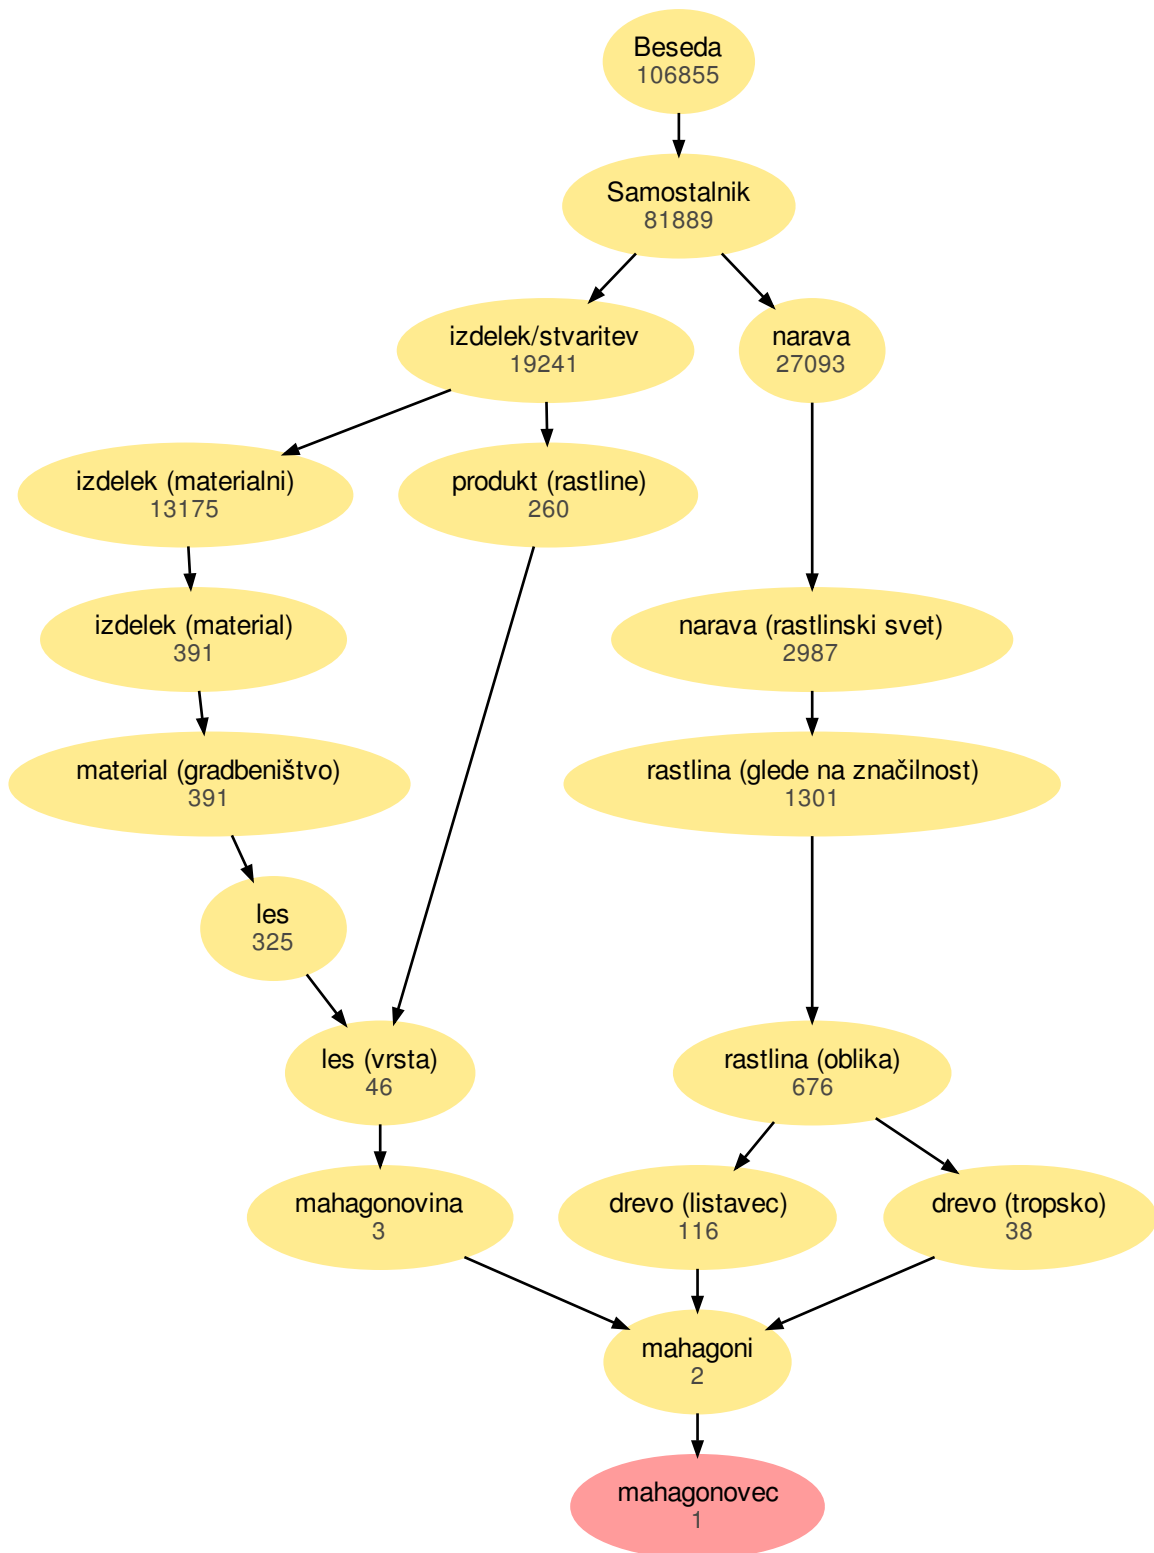 Beseda
106855
Samostalnik
81889
izdelek/stvaritev
19241
narava
27093
izdelek (materialni)
13175
produkt (rastline)
260
izdelek (material)
391
narava (rastlinski svet)
2987
material (gradbeništvo)
391
rastlina (glede na značilnost)
1301
les
325
les (vrsta)
46
rastlina (oblika)
676
mahagonovina
3
drevo (listavec)
116
drevo (tropsko)
38
mahagoni
2
mahagonovec
1